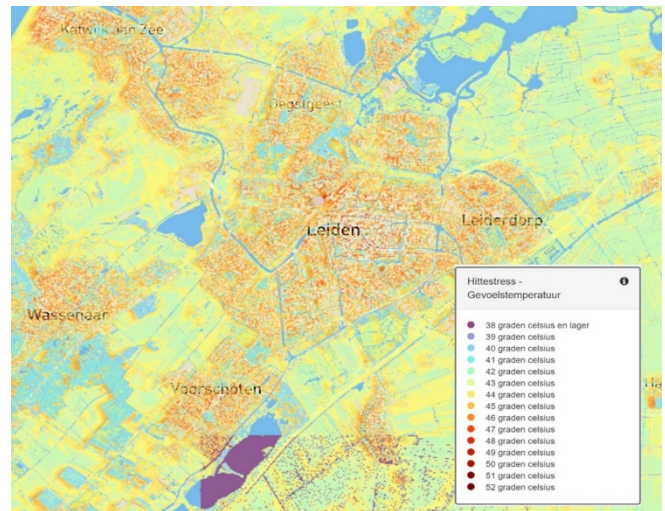 Katwijk aan Zee
Oegstgeest
Leiden
Leiderdorp
Wassenaar
Voorschoten
Ha
Hittestress -
Gevoelstemperatuur
38 graden celsius en lager
39 graden celsius
40 graden celsius
41 graden celsius
42 graden celsius
43 graden celsius
44 graden celsius
45 graden celsius
46 graden celsius
47 graden celsius
48 graden celsius
49 graden celsius
50 graden celsius
51 graden celsius
52 graden celsius